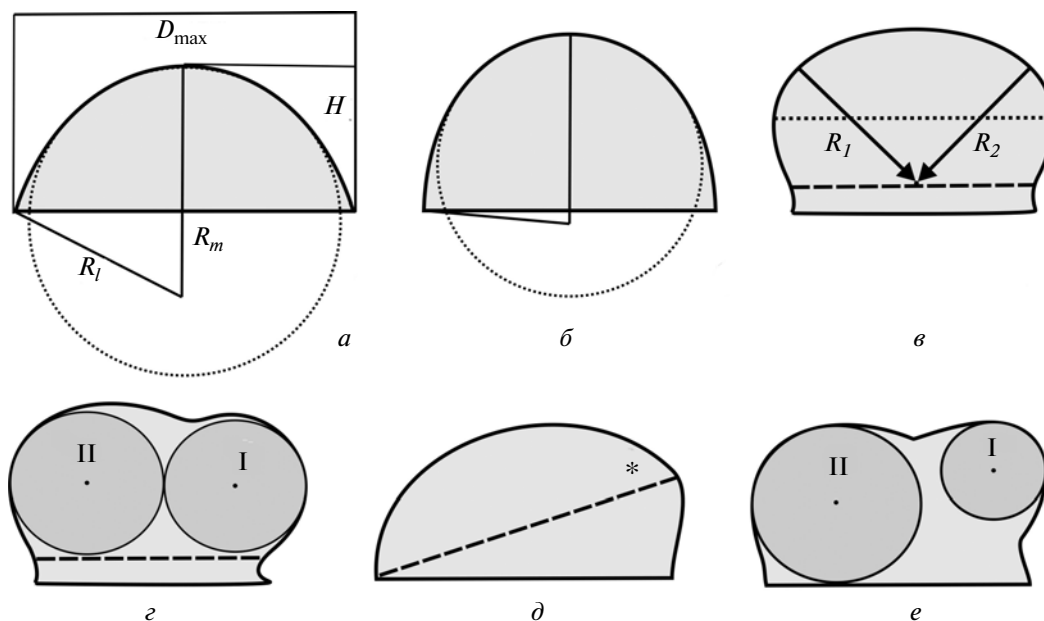 D_max
H
R_m
R_l
R_1
R_2
а
б
в
II
I
*
II
I
г
д
е